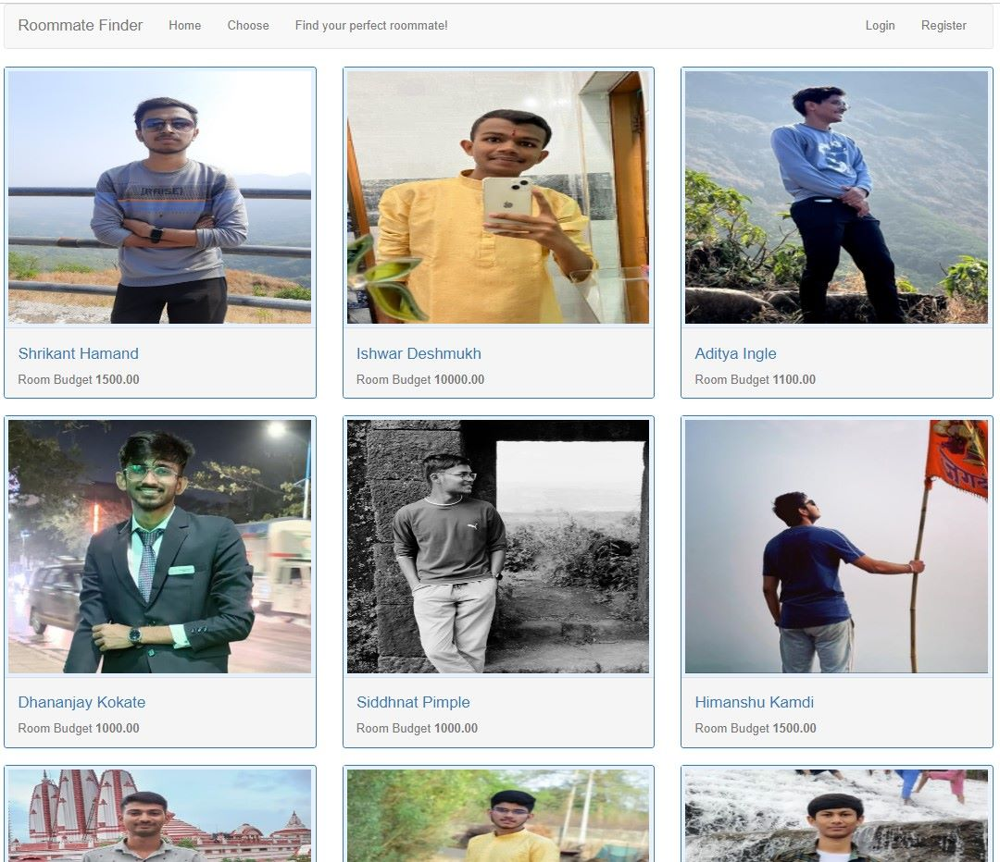 Roommate Finder Home Choose Find your perfect roommate! Login Register
[RAISE]
Shrikant Hamand
Room Budget 1500.00
Ishwar Deshmukh
Room Budget 10000.00
Aditya Ingle
Room Budget 1100.00
Dhananjay Kokate
Room Budget 1000.00
Siddhnat Pimple
Room Budget 1000.00
Himanshu Kamdi
Room Budget 1500.00